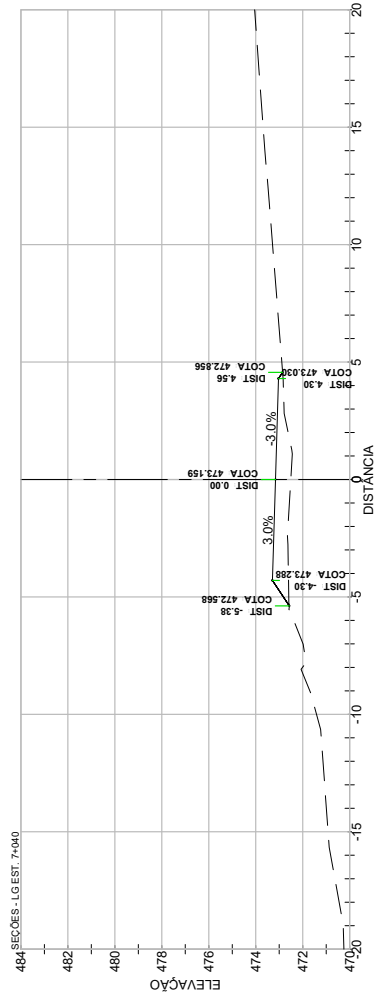 SEÇÕES - LG EST. 7+040
484
482
480
478
476
474
472
470
ELEVAÇÃO
DIST -5.38
COTA 472.568
DIST -4.30
COTA 473.288
3.0%
DIST 0.00
COTA 473.159
-3.0%
DIST 4.30
COTA 473.030
DIST 4.56
COTA 472.856
-20
-15
-10
-5
0
5
10
15
20
DISTÂNCIA